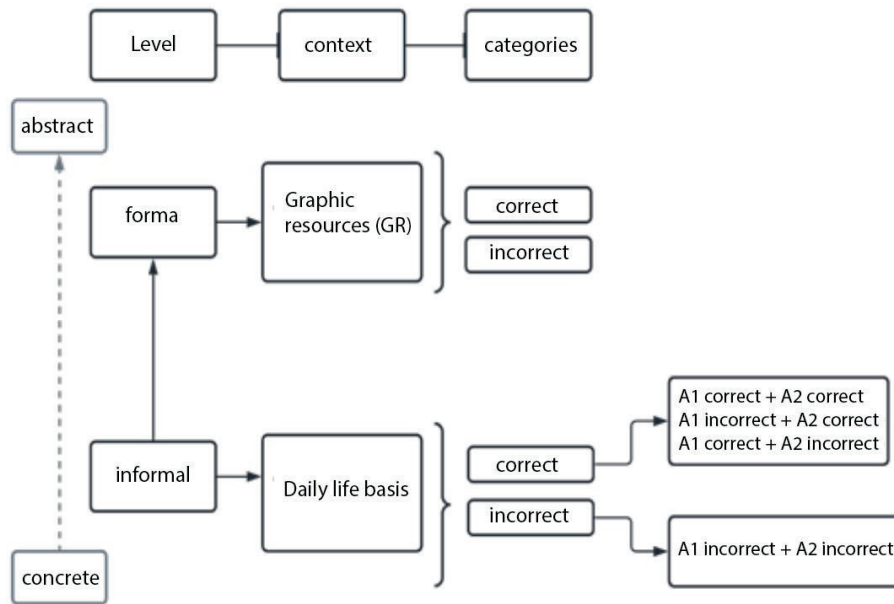 Level
context
categories
abstract
forma
Graphic
resources (GR)
correct
incorrect
informal
Daily life basis
correct
incorrect
A1 correct + A2 correct
A1 incorrect + A2 correct
A1 correct + A2 incorrect
A1 incorrect + A2 incorrect
concrete